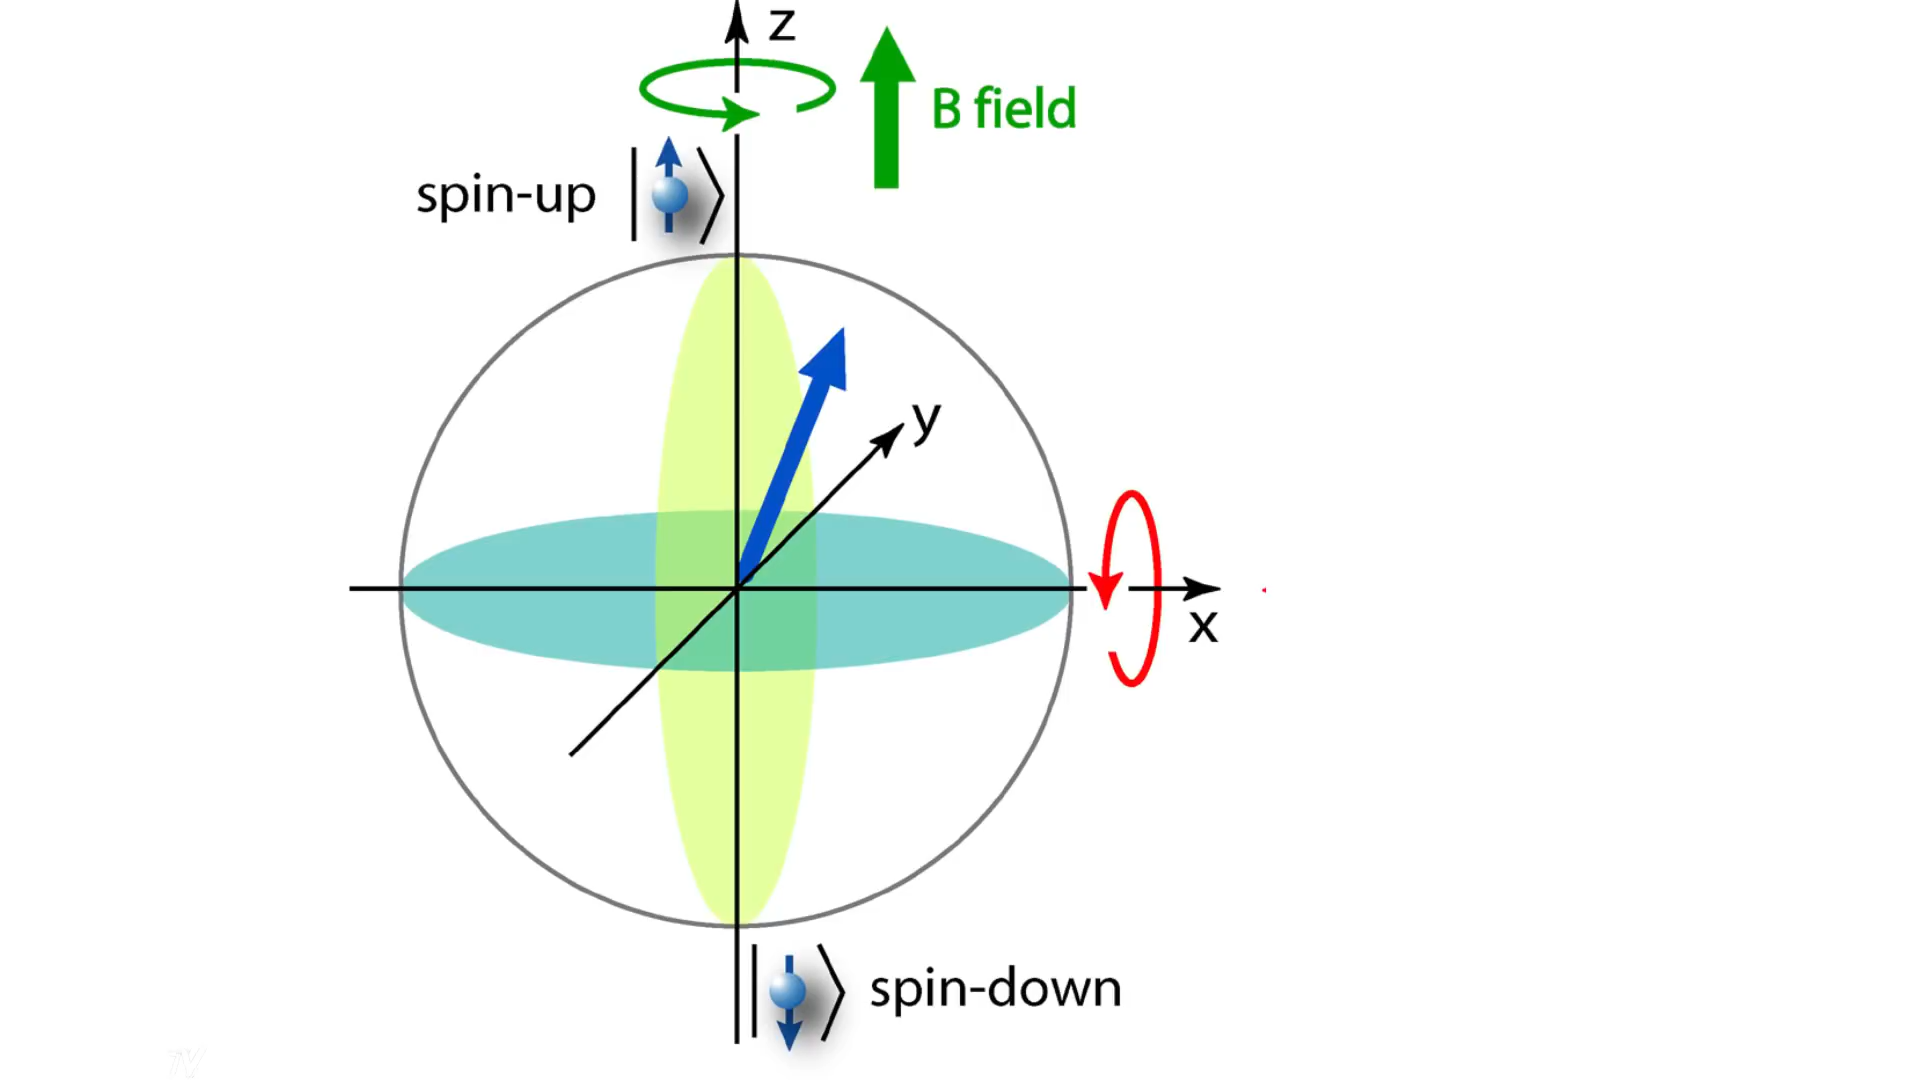 z
B field
spin-up
y
x
spin-down